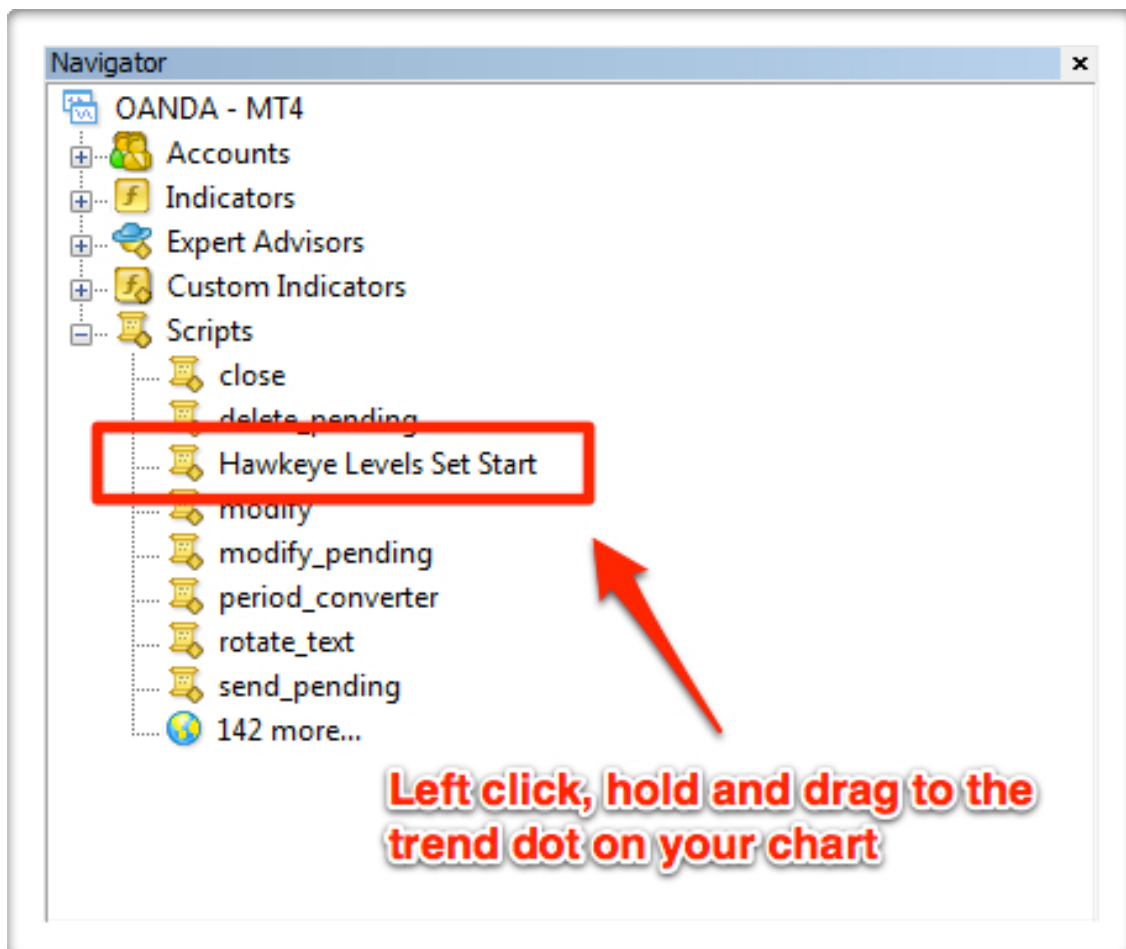 Navigator
OANDA - MT4
Accounts
Indicators
Expert Advisors
Custom Indicators
Scripts
close
delete_pending
Hawkeye Levels Set Start
modify
modify_pending
period_converter
rotate_text
send_pending
142 more...
Left click, hold and drag to the
trend dot on your chart